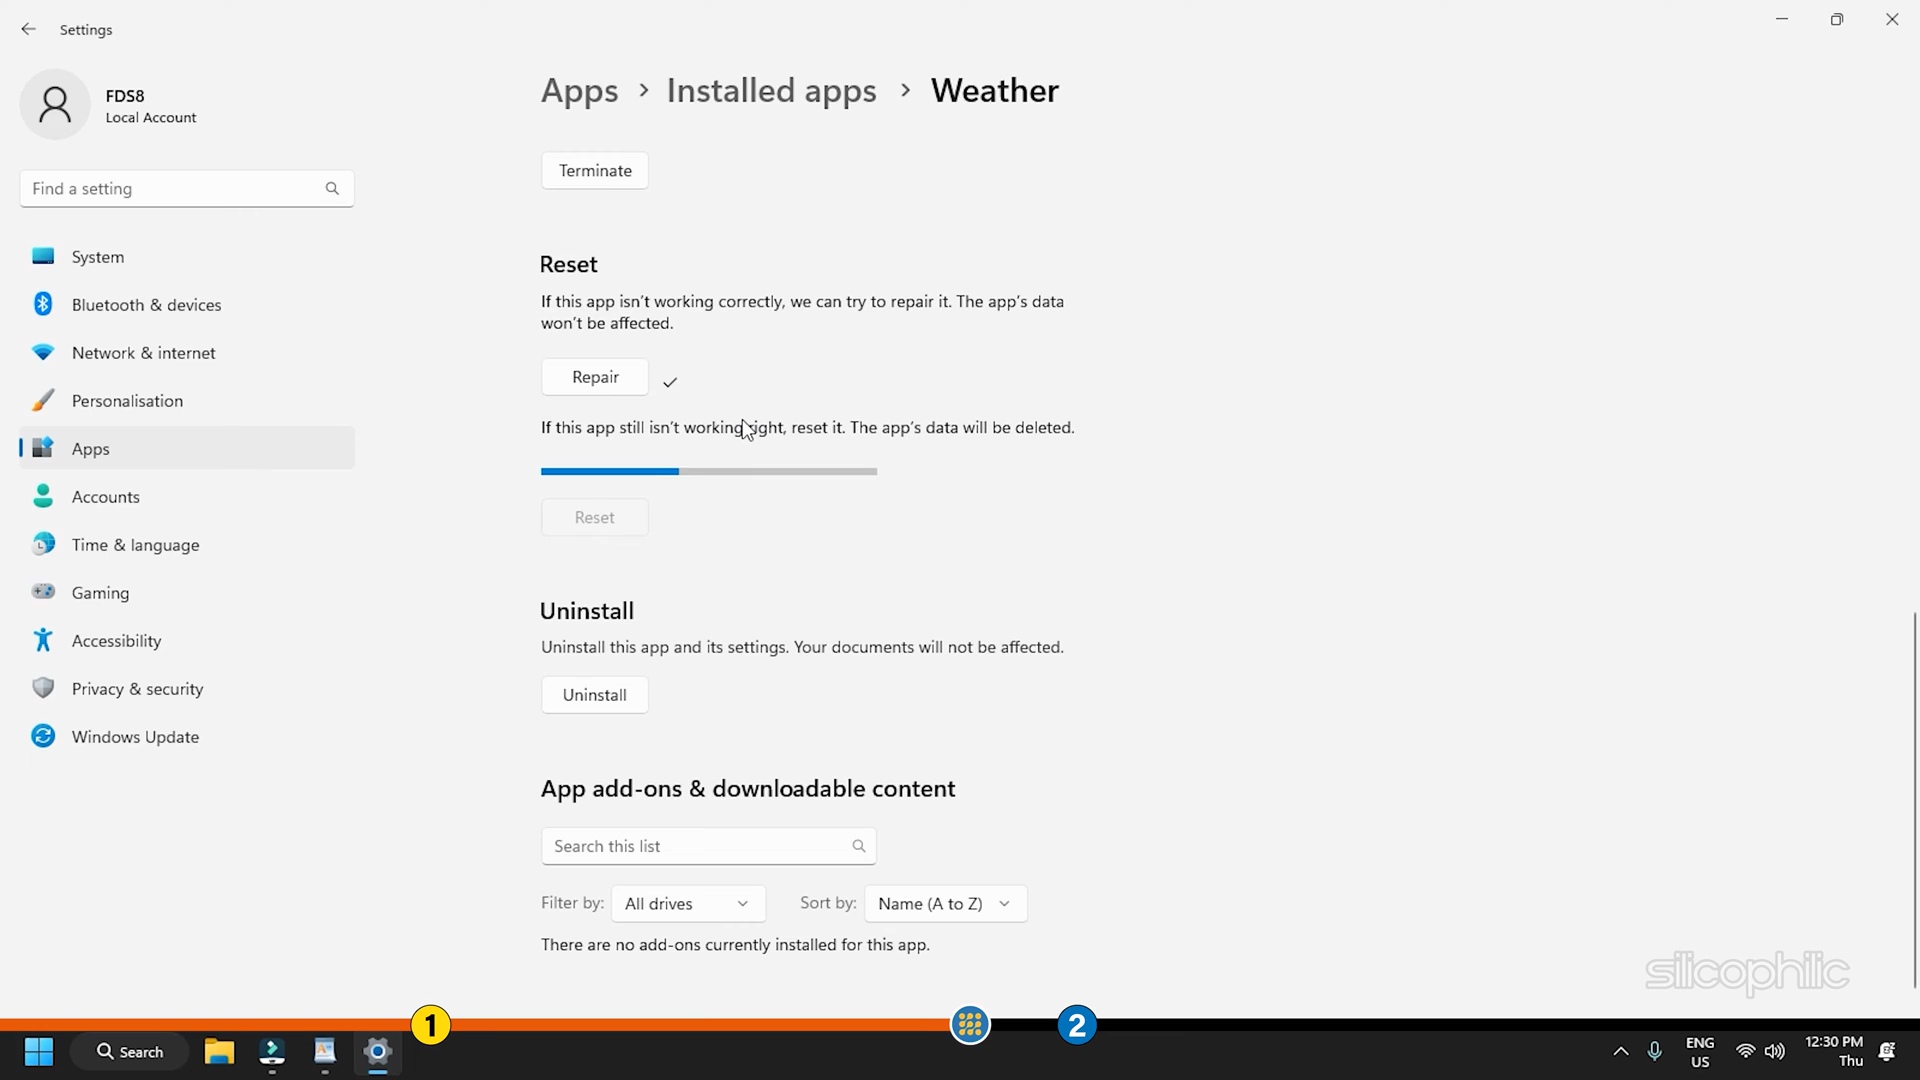 Settings
FDS8
Local Account
Find a setting
System
Bluetooth & devices
Network & internet
Personalisation
Apps
Accounts
Time & language
Gaming
Accessibility
Privacy & security
Windows Update
Apps > Installed apps > Weather
Terminate
Reset
If this app isn't working correctly, we can try to repair it. The app's data
won't be affected.
Repair
If this app still isn't working right, reset it. The app's data will be deleted.
Reset
Uninstall
Uninstall this app and its settings. Your documents will not be affected.
Uninstall
App add-ons & downloadable content
Search this list
Filter by: All drives Sort by: Name (A to Z)
There are no add-ons currently installed for this app.
silicophilic
1 2
Search
ENG
US
12:30 PM
Thu